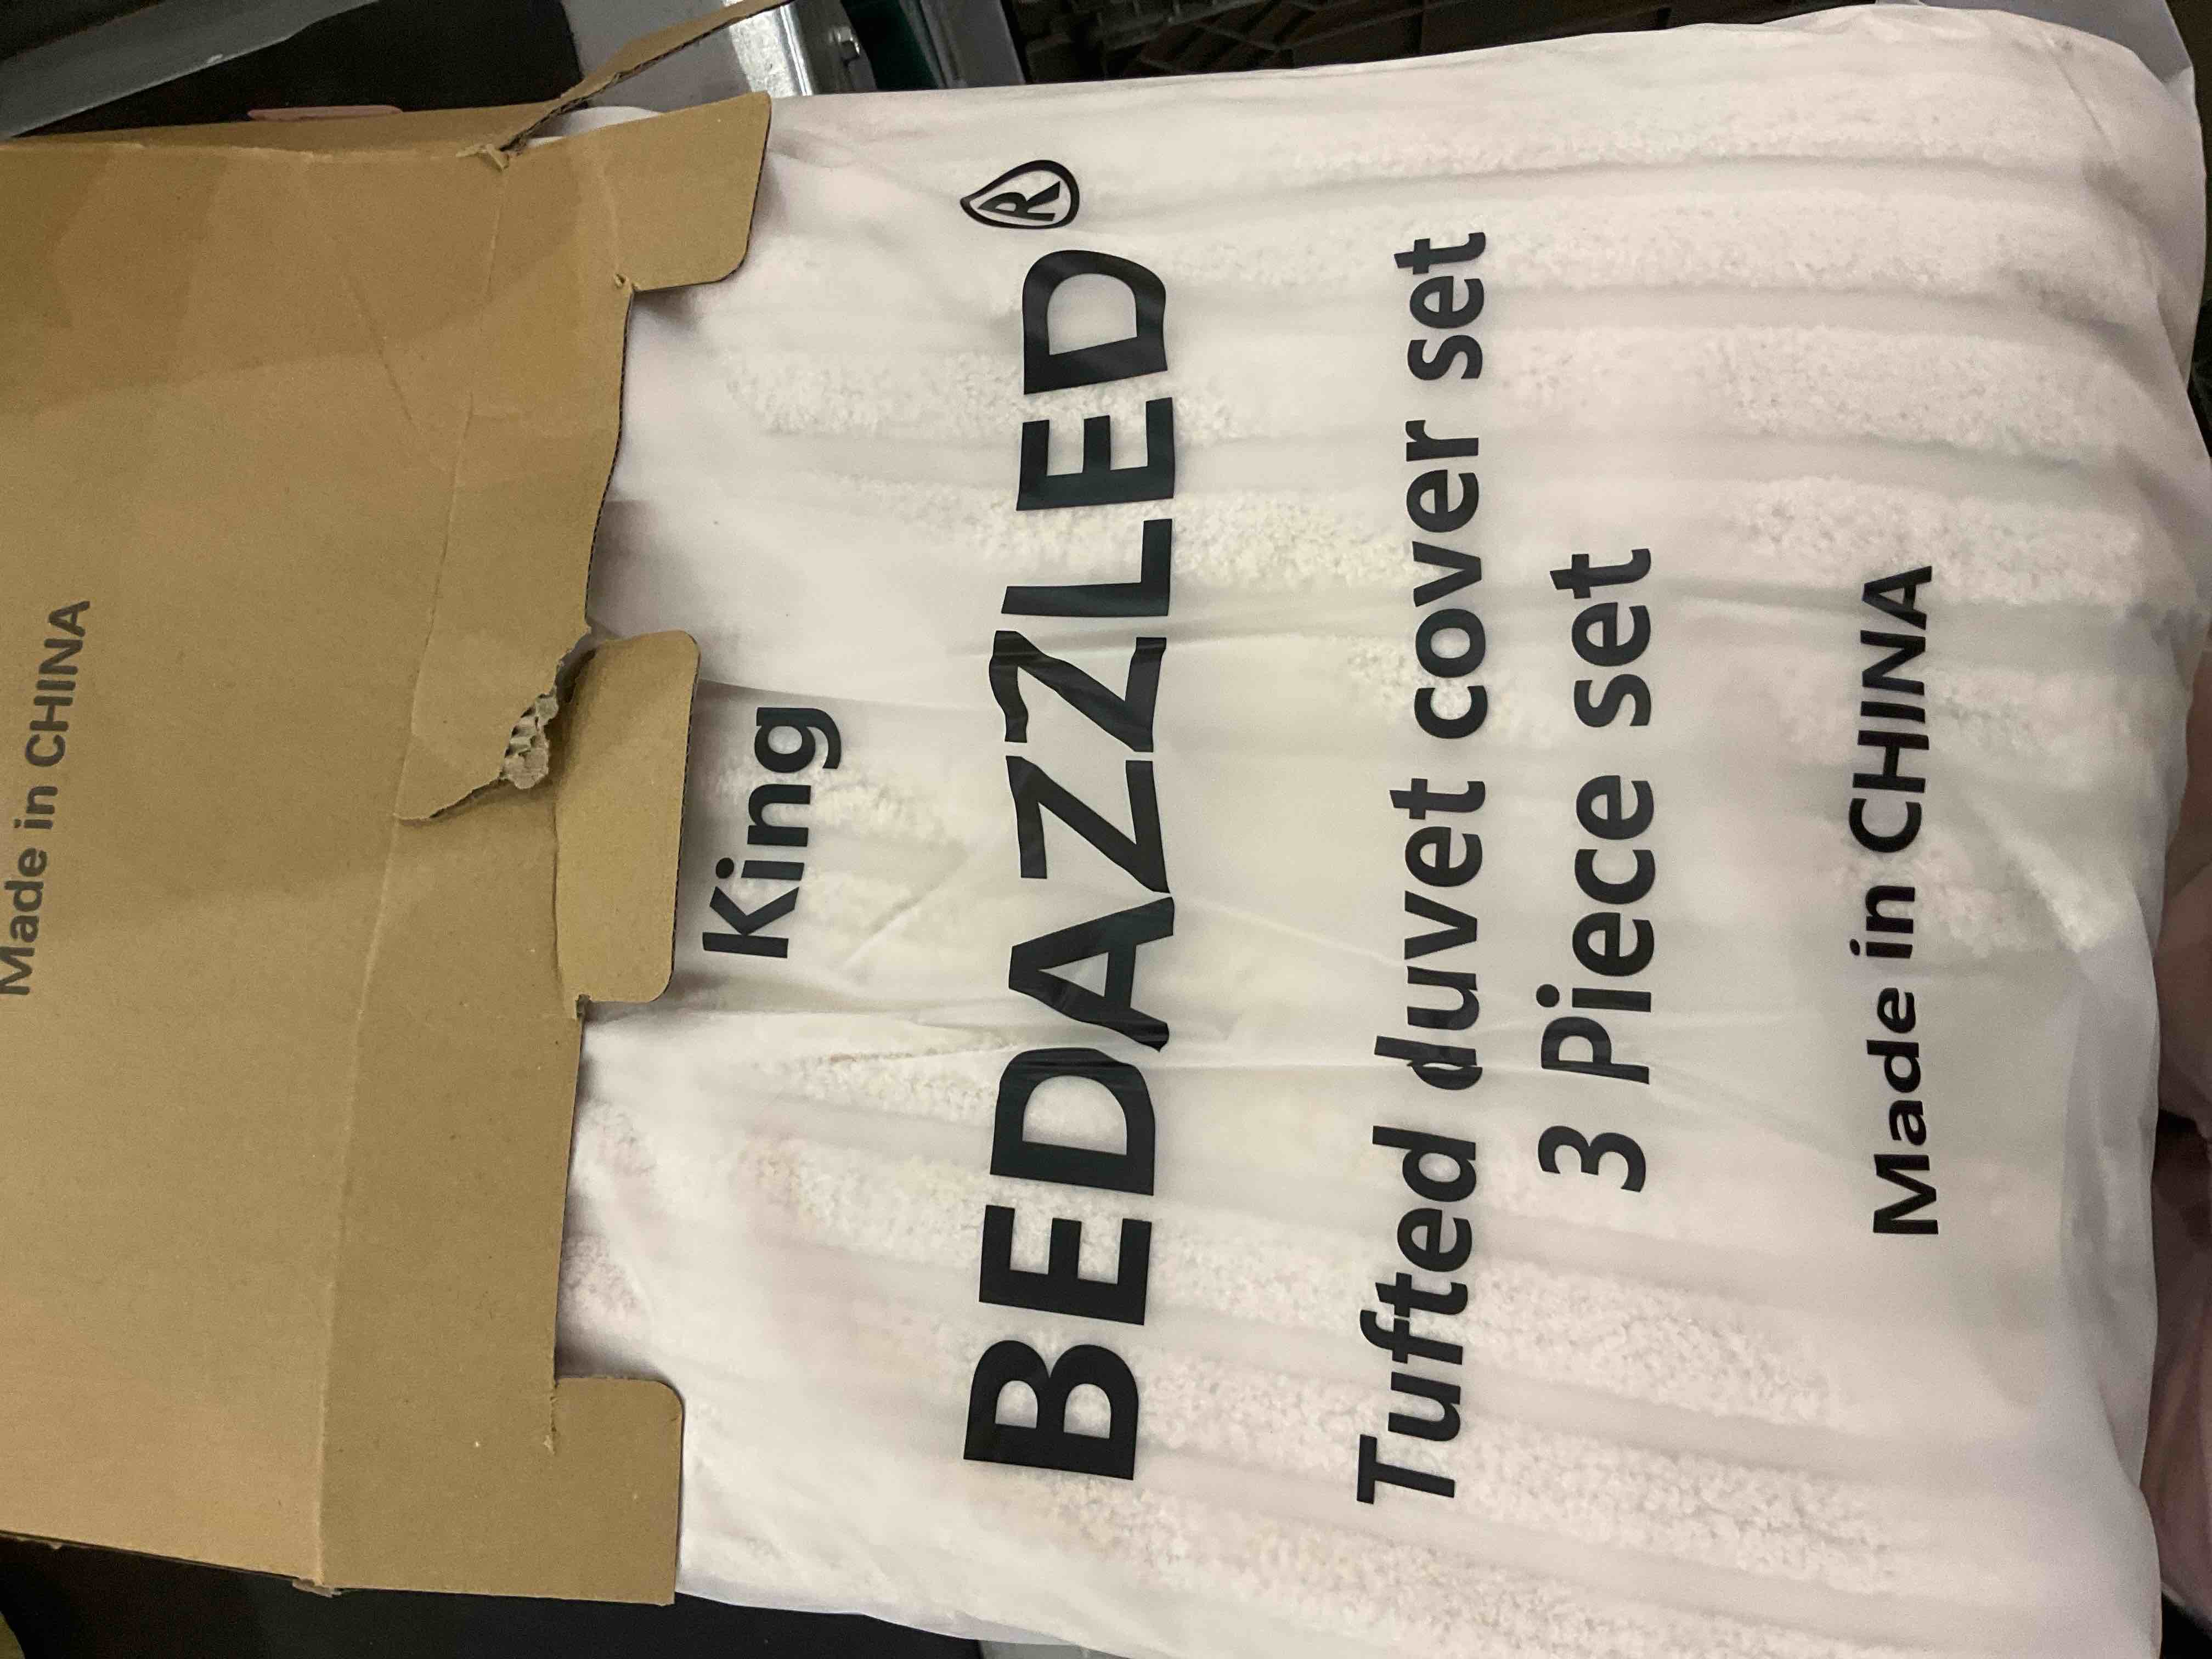 Made in CHINA
King
BEDAZZLED®
Tufted duvet cover set
3 Piece set
Made in CHINA